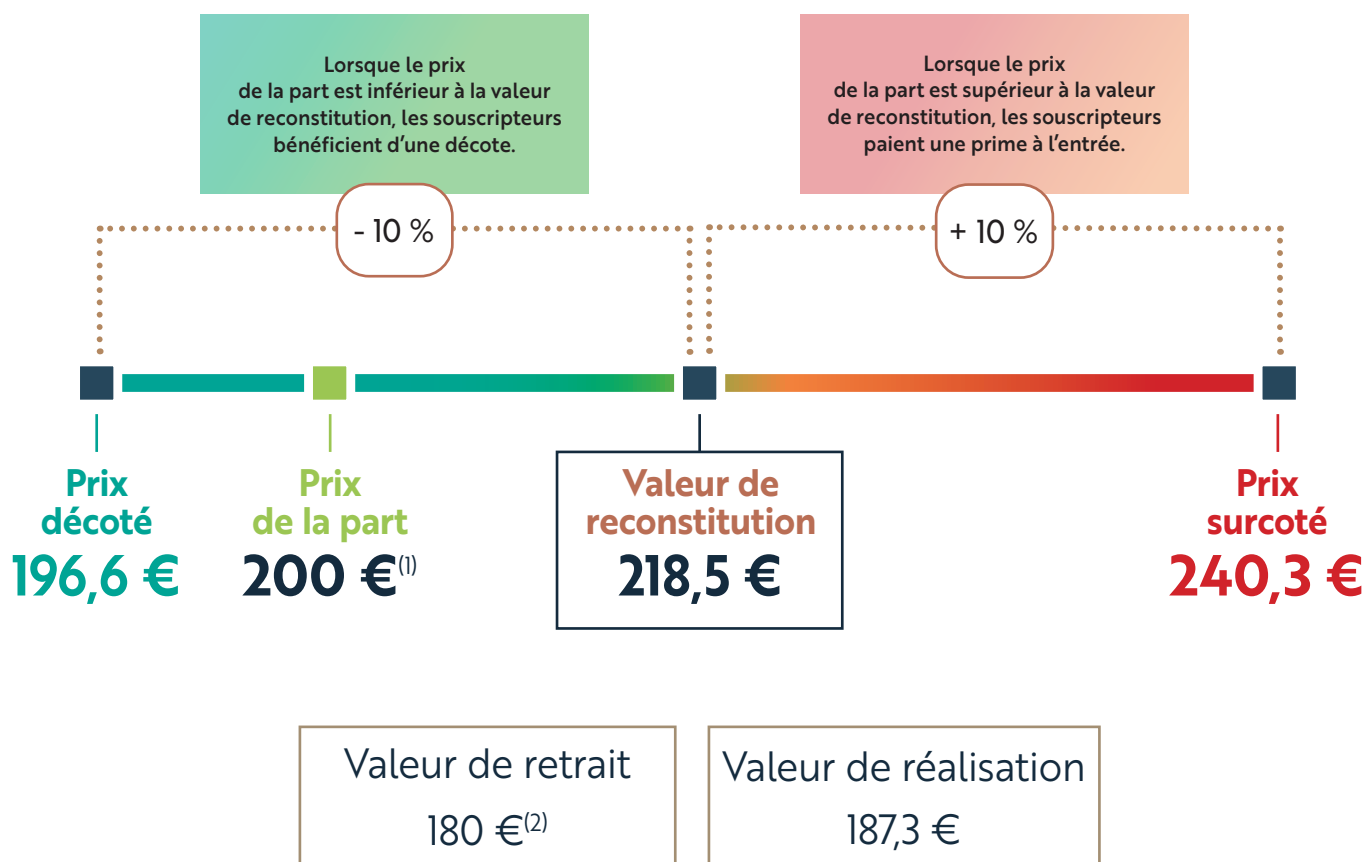 Lorsque le prix
de la part est inférieur à la valeur
de reconstitution, les souscripteurs
bénéficient d’une décote.
Lorsque le prix
de la part est supérieur à la valeur
de reconstitution, les souscripteurs
paient une prime à l’entrée.
- 10 %
+ 10 %
Prix
décoté
196,6 €
Prix
de la part
200 €(1)
Valeur de
reconstitution
218,5 €
Prix
surcoté
240,3 €
Valeur de retrait
180 €(2)
Valeur de réalisation
187,3 €